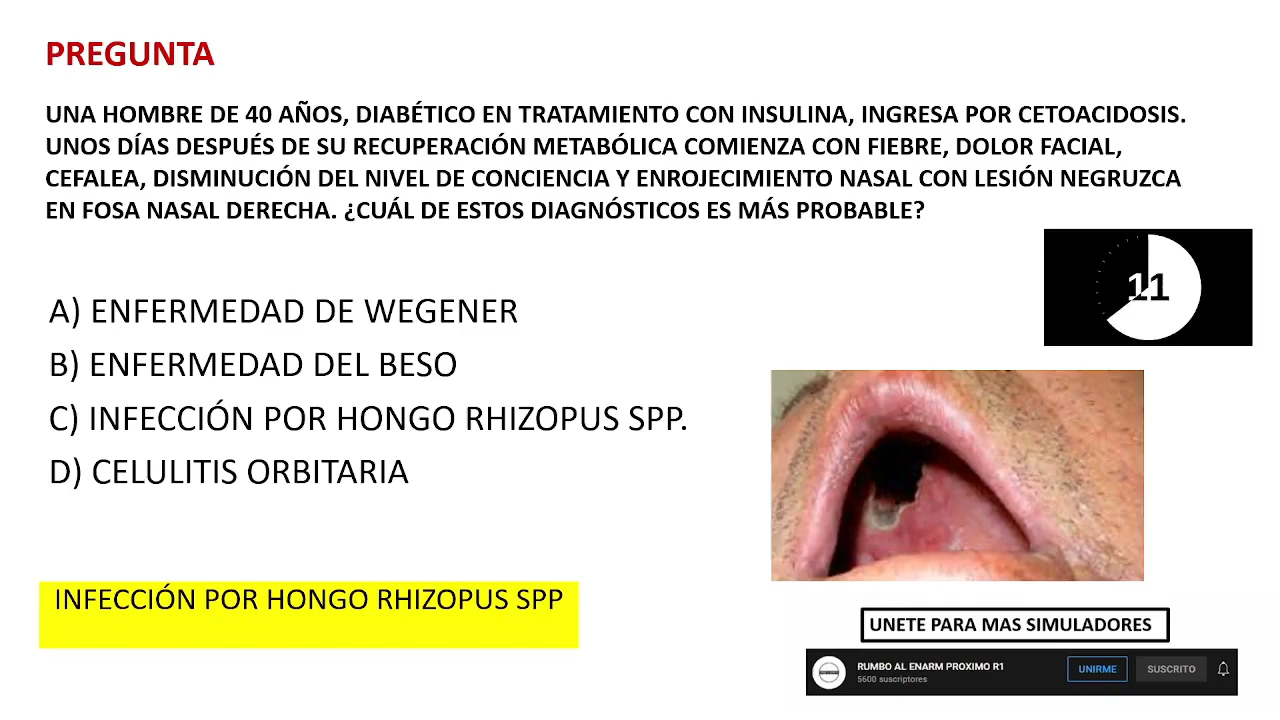 PREGUNTA
UNA HOMBRE DE 40 AÑOS, DIABÉTICO EN TRATAMIENTO CON INSULINA, INGRESA POR CETOACIDOSIS.
UNOS DÍAS DESPUÉS DE SU RECUPERACIÓN METABÓLICA COMIENZA CON FIEBRE, DOLOR FACIAL,
CEFALEA, DISMINUCIÓN DEL NIVEL DE CONCIENCIA Y ENROJECIMIENTO NASAL CON LESIÓN NEGRUZCA
EN FOSA NASAL DERECHA. ¿CUÁL DE ESTOS DIAGNÓSTICOS ES MÁS PROBABLE?
11
A) ENFERMEDAD DE WEGENER
B) ENFERMEDAD DEL BESO
C) INFECCIÓN POR HONGO RHIZOPUS SPP.
D) CELULITIS ORBITARIA
INFECCIÓN POR HONGO RHIZOPUS SPP
UNETE PARA MAS SIMULADORES
RUMBO AL ENARM PROXIMO R1
5600 suscriptores
UNIRME
SUSCRITO